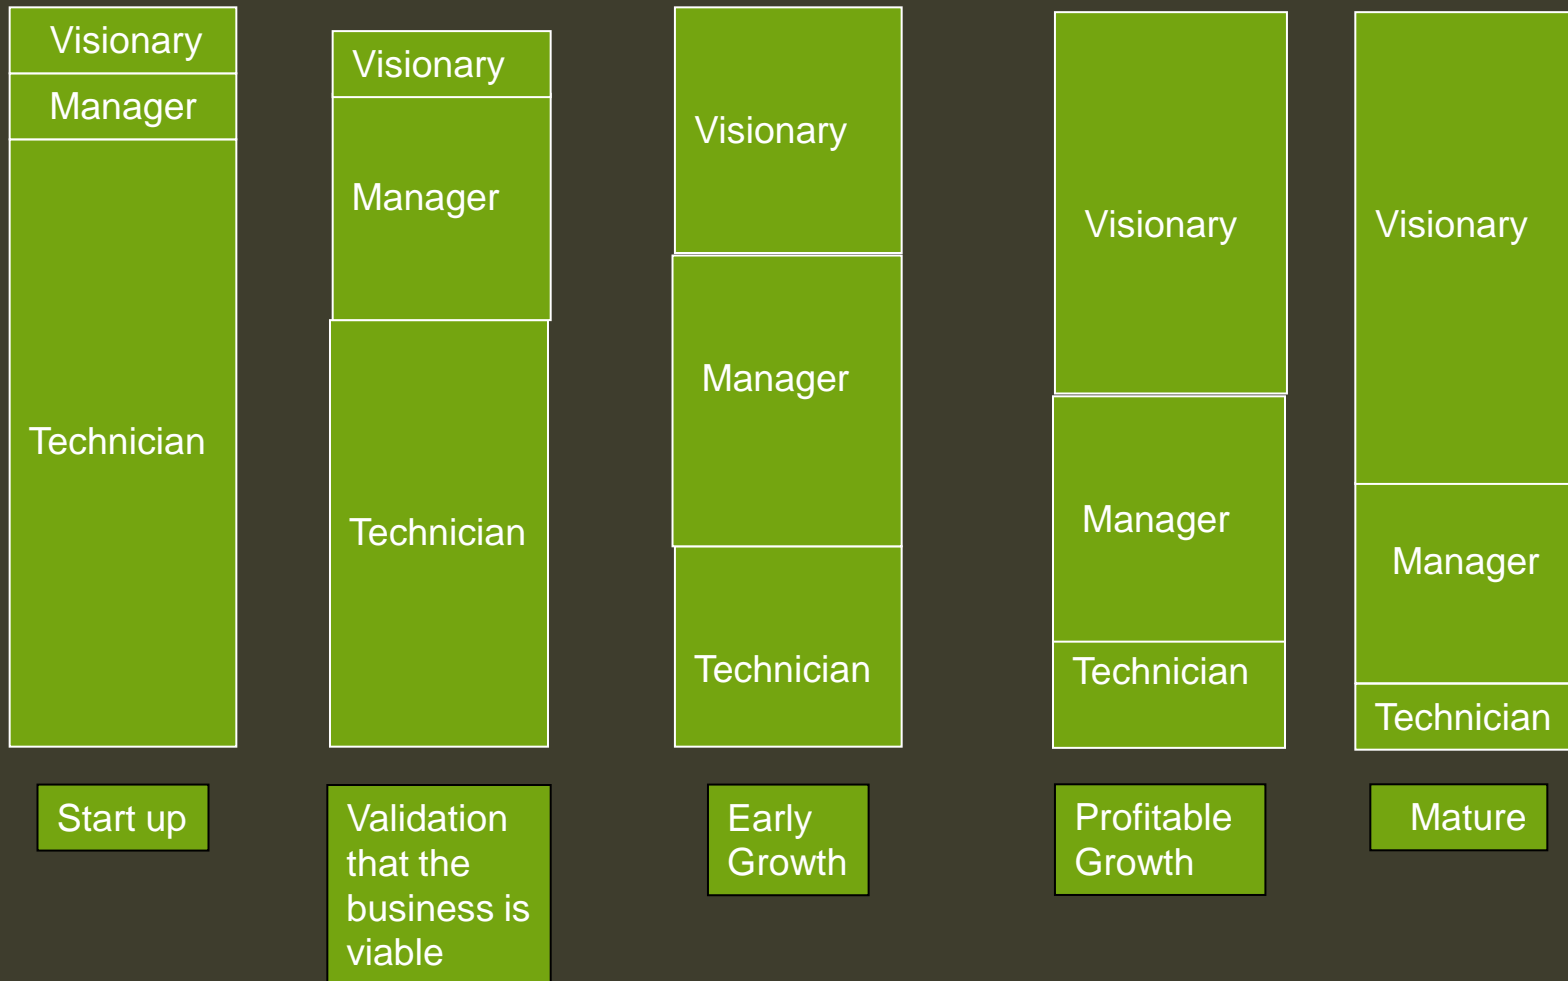 Visionary
Manager
Technician
Start up
Visionary
Manager
Technician
Validation
that the
business is
viable
Visionary
Manager
Technician
Early
Growth
Visionary
Manager
Technician
Profitable
Growth
Visionary
Manager
Technician
Mature